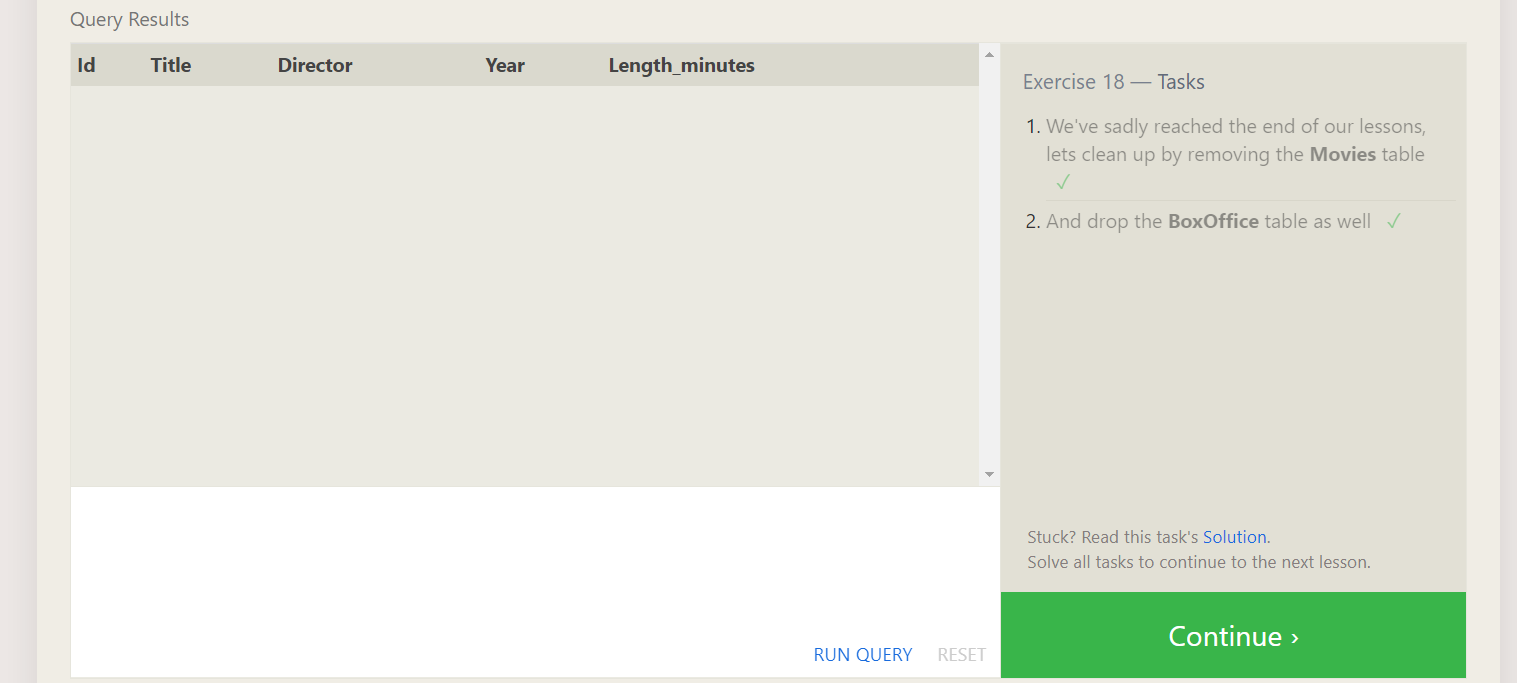 Query Results
Id Title Director Year Length_minutes
Exercise 18 — Tasks
1. We've sadly reached the end of our lessons,
lets clean up by removing the Movies table
✓
2. And drop the BoxOffice table as well ✓
Stuck? Read this task's Solution.
Solve all tasks to continue to the next lesson.
RUN QUERY RESET
Continue ›